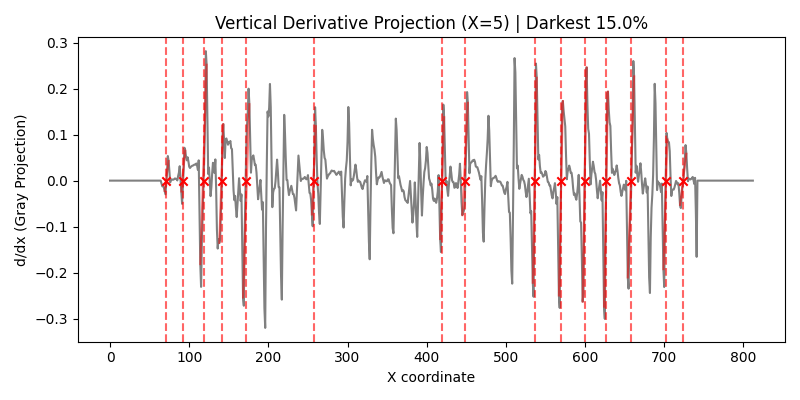 Vertical Derivative Projection (X=5) | Darkest 15.0%
d/dx (Gray Projection)
0.3
0.2
0.1
0.0
−0.1
−0.2
−0.3
0 100 200 300 400 500 600 700 800
X coordinate